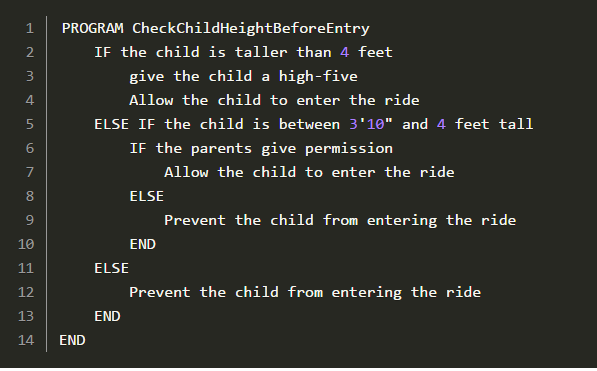 1 PROGRAM CheckChildHeightBeforeEntry
2 IF the child is taller than 4 feet
3 give the child a high-five
4 Allow the child to enter the ride
5 ELSE IF the child is between 3'10" and 4 feet tall
6 IF the parents give permission
7 Allow the child to enter the ride
8 ELSE
9 Prevent the child from entering the ride
10 END
11 ELSE
12 Prevent the child from entering the ride
13 END
14 END